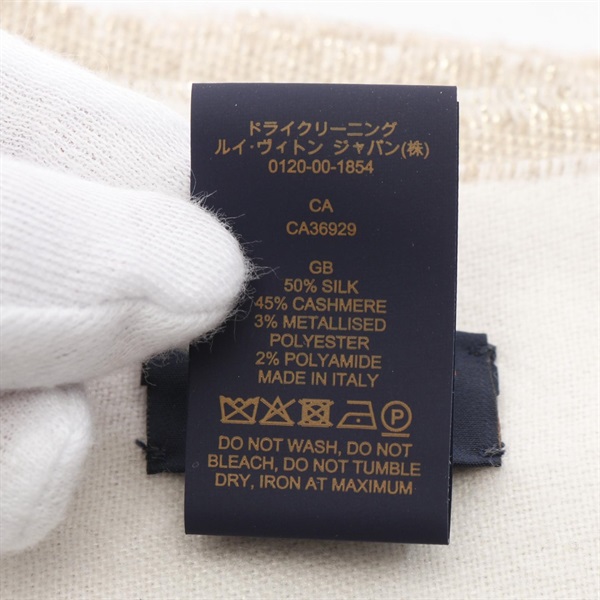 ドライクリーニング
ルイ・ヴィトン ジャパン(株)
0120-00-1854
CA
CA36929
GB
50% SILK
45% CASHMERE
3% METALLISED
POLYESTER
2% POLYAMIDE
MADE IN ITALY
P
DO NOT WASH, DO NOT
BLEACH, DO NOT TUMBLE
DRY, IRON AT MAXIMUM